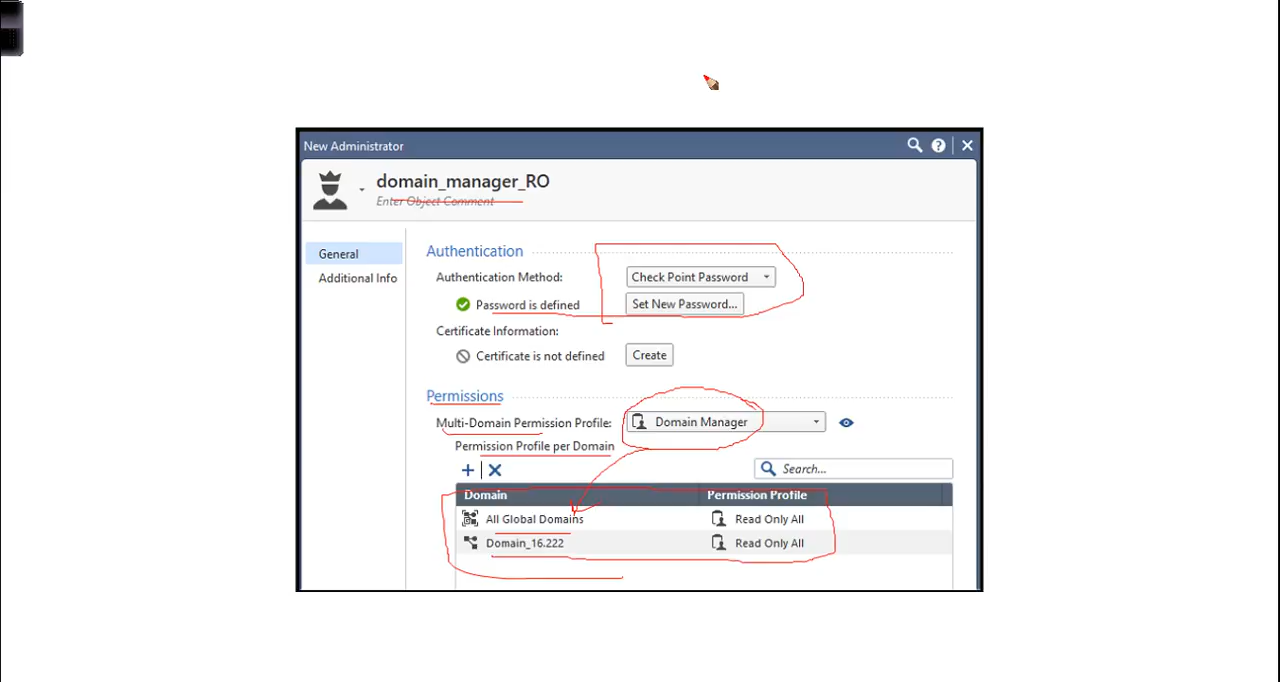 New Administrator
domain_manager_RO
Enter Object Comment
General
Additional Info
Authentication
Authentication Method:
Check Point Password
Password is defined
Set New Password...
Certificate Information:
Certificate is not defined
Create
Permissions
Multi-Domain Permission Profile:
Domain Manager
Permission Profile per Domain
Search...
Domain
Permission Profile
All Global Domains
Read Only All
Domain_16.222
Read Only All